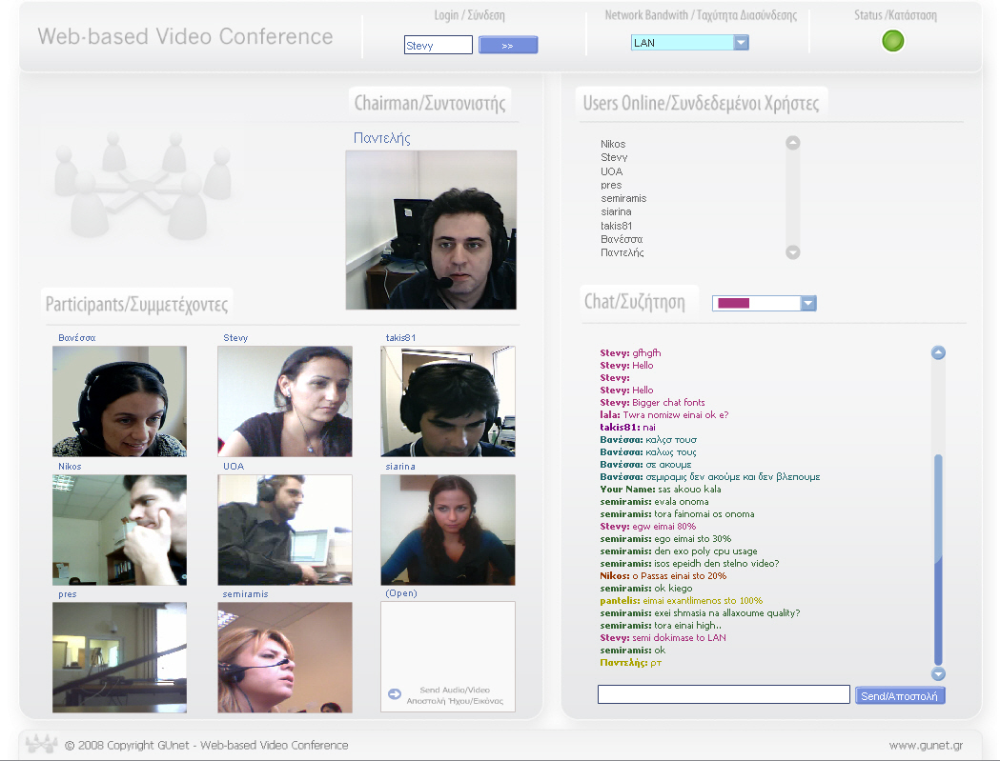 Web-based Video Conference
Login / Σύνδεση
Stevy
>>
Network Bandwith / Ταχύτητα Διασύνδεσης
LAN
Status /Κατάσταση
Chairman/Συντονιστής
Παντελής
Participants/Συμμετέχοντες
Βανέσσα
Stevy
takis81
Nikos
UOA
siarina
pres
semiramis
(Open)
Send Audio/Video
Αποστολή Ήχου/Εικόνας
Users Online/Συνδεδεμένοι Χρήστες
Nikos
Stevy
UOA
pres
semiramis
siarina
takis81
Βανέσσα
Παντελής
Chat/Συζήτηση
Stevy: gfhgfh
Stevy: Hello
Stevy:
Stevy: Hello
Stevy: Bigger chat fonts
lala: Twra nomizw einai ok e?
takis81: nai
Βανέσσα: καλςσ τουσ
Βανέσσα: καλως τους
Βανέσσα: σε ακουμε
Βανέσσα: σεμιραμις δεν ακούμε και δεν βλεπουμε
Your Name: sas akouo kala
semiramis: evala onoma
semiramis: tora fainomai os onoma
Stevy: egw eimai 80%
semiramis: ego eimai sto 30%
semiramis: den exo poly cpu usage
semiramis: isos epeidh den stelno video?
Nikos: o Passas einai sto 20%
semiramis: ok kiego
pantelis: eimai exantlimenos sto 100%
semiramis: exei shmasia na allaxoume quality?
semiramis: tora einai high..
Stevy: semi dokimase to LAN
semiramis: ok
Παντελής: ρτ
Send/Αποστολή
© 2008 Copyright GUnet - Web-based Video Conference
www.gunet.gr